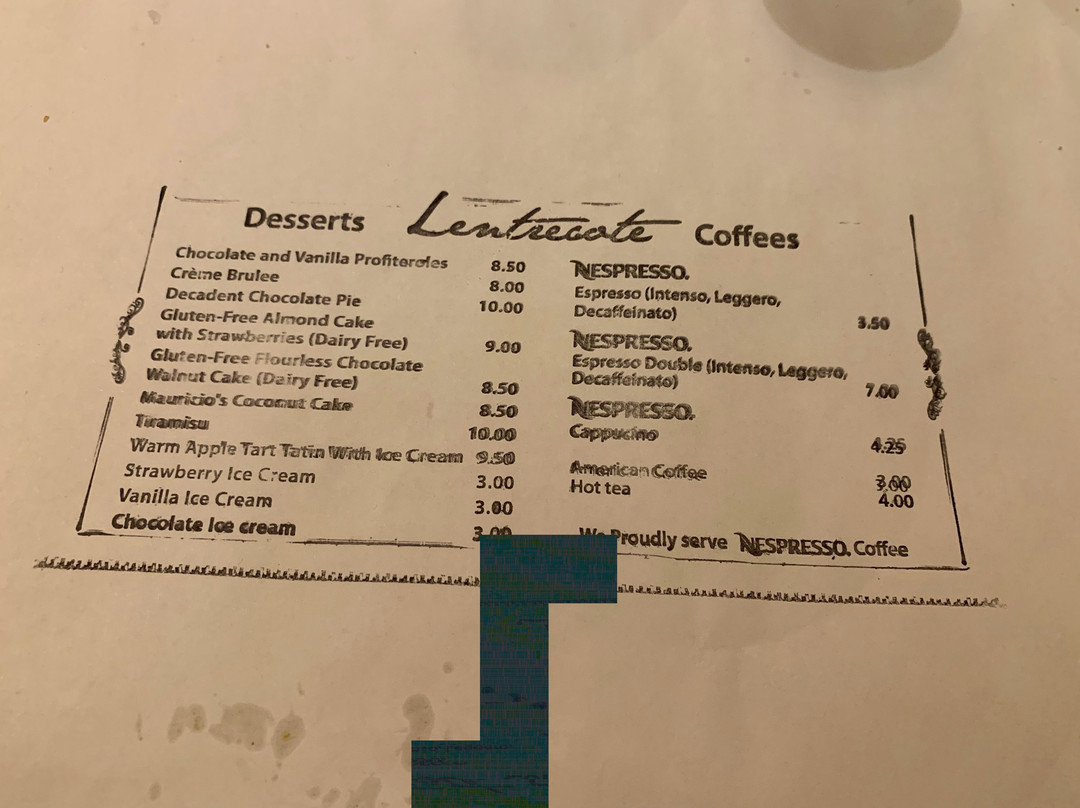 Desserts Lentrecote Coffees
Chocolate and Vanilla Profiteroles 8.50
Crème Brulee 8.00
Decadent Chocolate Pie 10.00
Gluten-Free Almond Cake
with Strawberries (Dairy Free) 9.00
Gluten-Free Flourless Chocolate
Walnut Cake (Dairy Free) 8.50
Mauricio's Coconut Cake 8.50
Tiramisu 10.00
Warm Apple Tart Tatin With Ice Cream 9.50
Strawberry Ice Cream 3.00
Vanilla Ice Cream 3.00
Chocolate Ice cream 3.00
NESPRESSO.
Espresso (Intenso, Leggero,
Decaffeinato) 3.50
NESPRESSO.
Espresso Double (Intenso, Leggero,
Decaffeinato) 7.00
NESPRESSO.
Cappucino 4.25
American Coffee 3.00
Hot tea 4.00
We Proudly serve NESPRESSO. Coffee